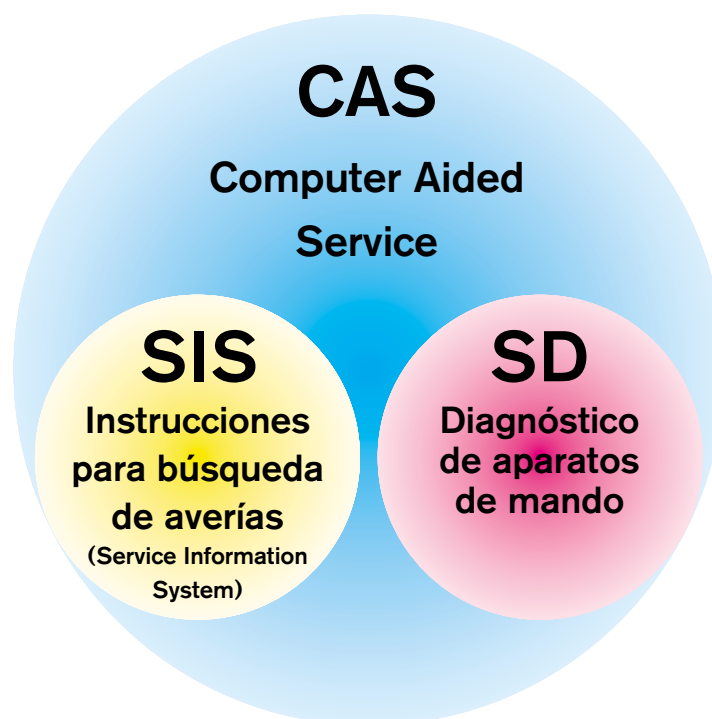 CAS
Computer Aided
Service
SIS
Instrucciones
para búsqueda
de averías
(Service Information
System)
SD
Diagnóstico
de aparatos
de mando